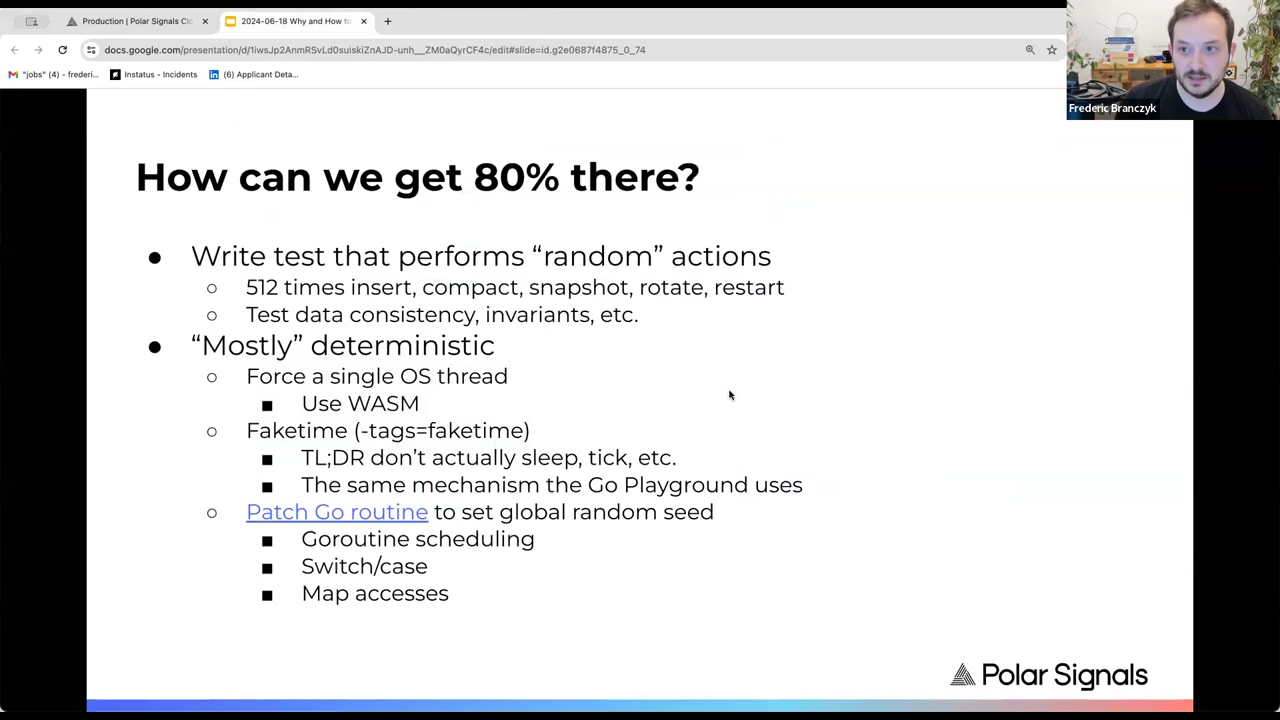 Production | Polar Signals Clo
2024-06-18 Why and How to
docs.google.com/presentation/d/1iwsJp2AnmRSvLd0suiskiZnAJD-uml__ZM0aQyrCF4c/edit#slide=id.g2e0687f4875_0_74
"jobs" (4) - frederi...
Instatus - Incidents
(6) Applicant Deta...
Frederic Branczyk
How can we get 80% there?
● Write test that performs “random” actions
○ 512 times insert, compact, snapshot, rotate, restart
○ Test data consistency, invariants, etc.
● “Mostly” deterministic
○ Force a single OS thread
■ Use WASM
○ Faketime (-tags=faketime)
■ TL;DR don’t actually sleep, tick, etc.
■ The same mechanism the Go Playground uses
○ Patch Go routine to set global random seed
■ Goroutine scheduling
■ Switch/case
■ Map accesses
Polar Signals